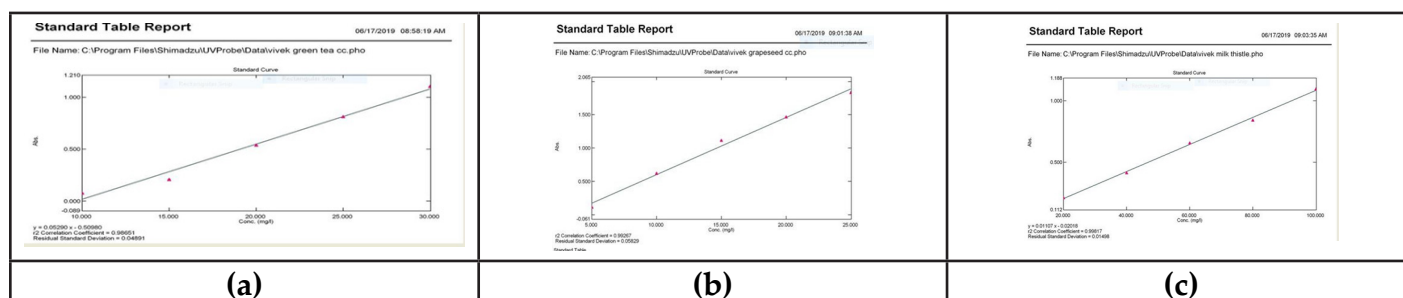 Standard Table Report
06/17/2019 08:58:19 AM
File Name: C:\Program Files\Shimadzu\UVProbe\Data\vivek green tea cc.pho
Standard Curve
1.210
1.000
0.500
0.000
-0.069
Abs.
10.000 15.000 20.000 25.000 30.000
Conc. (mg/l)
y = 0.05290 x - 0.50980
r2 Correlation Coefficient = 0.98651
Residual Standard Deviation = 0.04891
(a)
Standard Table Report
06/17/2019 09:01:38 AM
File Name: C:\Program Files\Shimadzu\UVProbe\Data\vivek grapeseed cc.pho
Standard Curve
2.065
1.500
1.000
0.500
-0.061
Abs.
5.000 10.000 15.000 20.000 25.000
Conc. (mg/l)
r2 Correlation Coefficient = 0.99267
Residual Standard Deviation = 0.05829
Standard Table
(b)
Standard Table Report
06/17/2019 09:03:35 AM
File Name: C:\Program Files\Shimadzu\UVProbe\Data\vivek milk thistle.pho
Standard Curve
1.188
1.000
0.500
0.112
Abs.
20.000 40.000 60.000 80.000 100.000
Conc. (mg/l)
y = 0.01107 x - 0.02018
r2 Correlation Coefficient = 0.99817
Residual Standard Deviation = 0.01498
(c)